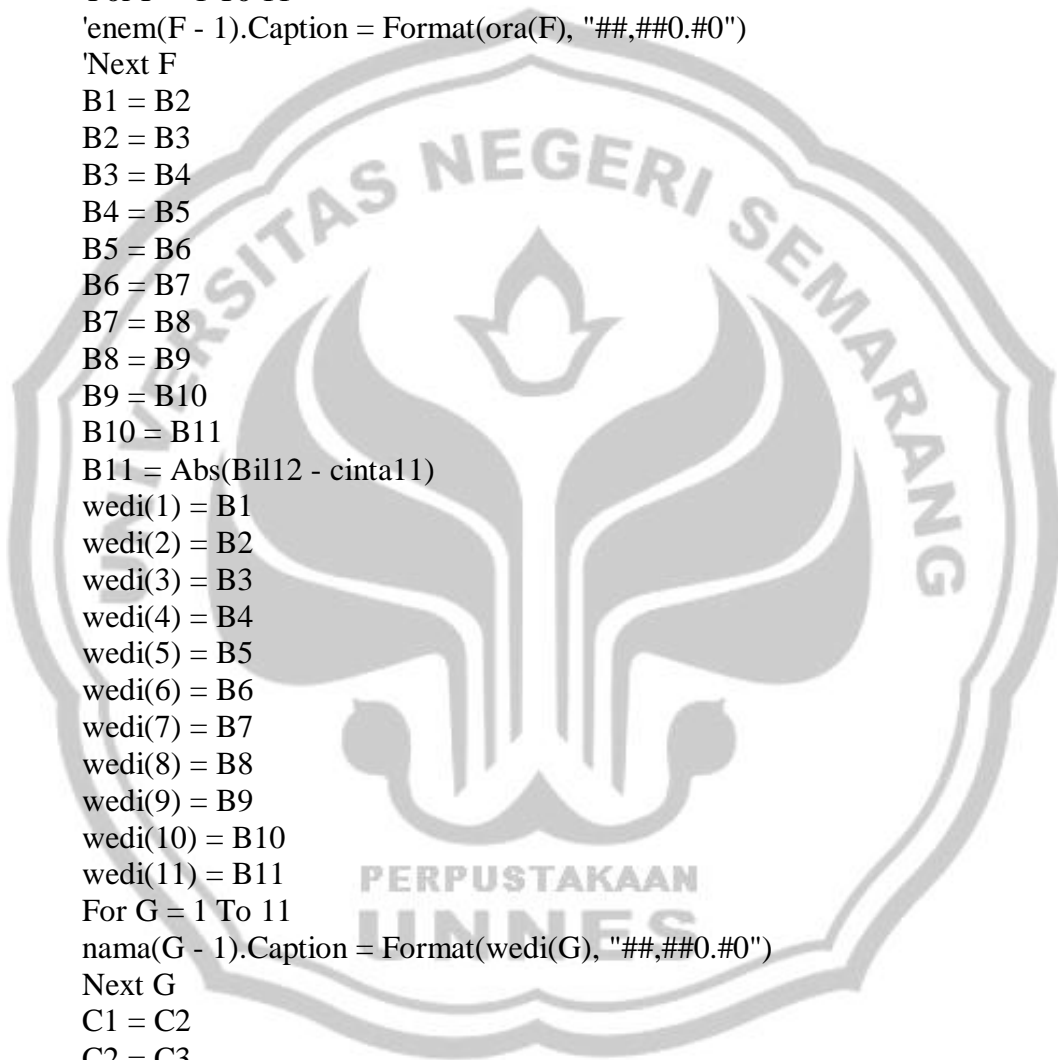 'enem(F - 1).Caption = Format(ora(F), "##,##0.#0")
'Next F
B1 = B2
B2 = B3
B3 = B4
B4 = B5
B5 = B6
B6 = B7
B7 = B8
B8 = B9
B9 = B10
B10 = B11
B11 = Abs(Bil12 - cinta11)
wedi(1) = B1
wedi(2) = B2
wedi(3) = B3
wedi(4) = B4
wedi(5) = B5
wedi(6) = B6
wedi(7) = B7
wedi(8) = B8
wedi(9) = B9
wedi(10) = B10
wedi(11) = B11
For G = 1 To 11
nama(G - 1).Caption = Format(wedi(G), "##,##0.#0")
Next G
C1 = C2
C2 = C3
UNIVERSITAS NEGERI SEMARANG
PERPUSTAKAAN
UNNES